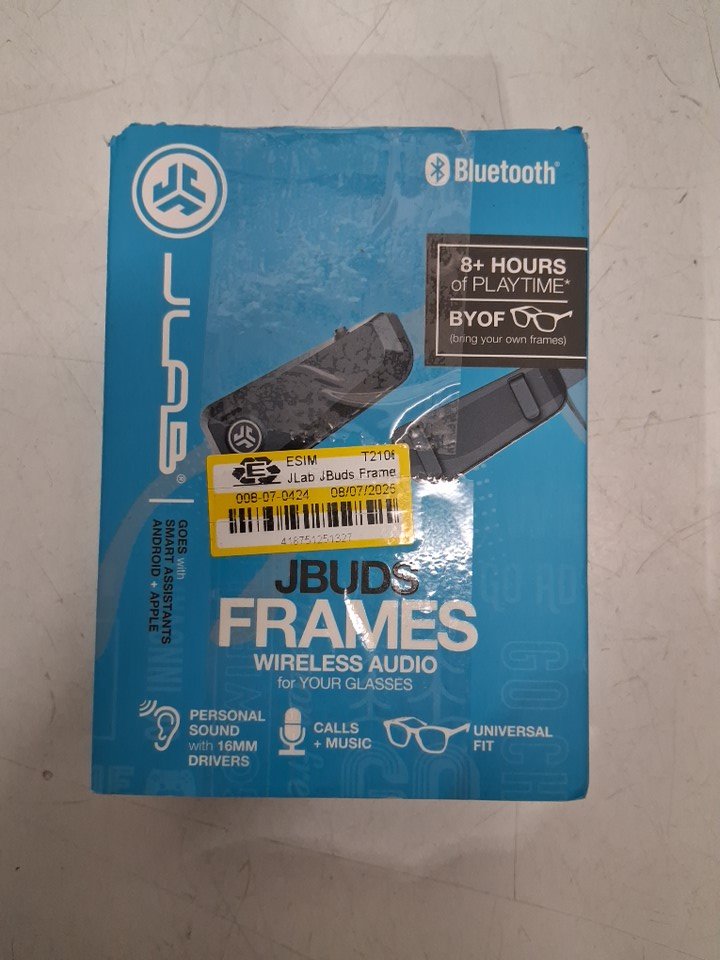 Bluetooth®
JLAB®
8+ HOURS
of PLAYTIME*
BYOF
(bring your own frames)
ESIM T2106
JLab JBuds Frame
008-07-0424 08/07/2025
418751251327
GOES with
SMART ASSISTANTS
ANDROID + APPLE
JBUDS
FRAMES
WIRELESS AUDIO
for YOUR GLASSES
PERSONAL
SOUND
with 16MM
DRIVERS
CALLS
+ MUSIC
UNIVERSAL
FIT